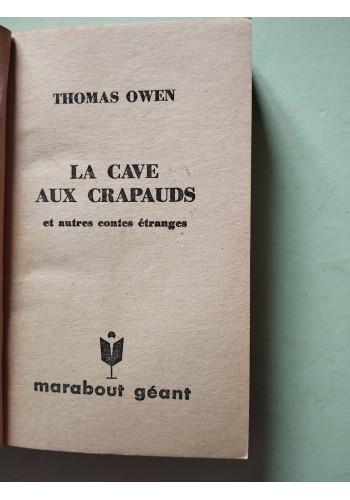 THOMAS OWEN
LA CAVE
AUX CRAPAUDS
et autres contes étranges
marabout géant